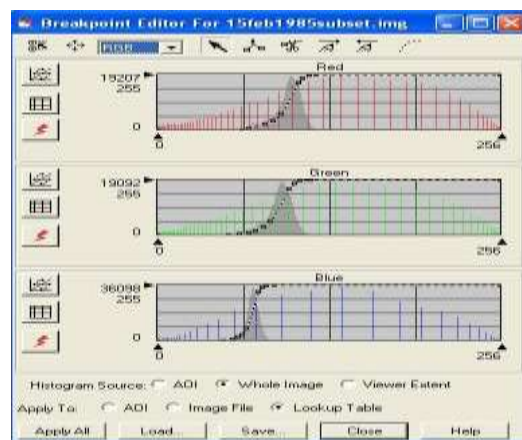 Breakpoint Editor For 15feb1985subset.img
RGB
Red
19207
255
0
0
256
Green
19092
255
0
0
256
Blue
36098
255
0
0
256
Histogram Source: AOI Whole Image Viewer Extent
Apply To: AOI Image File Lookup Table
Apply All Load... Save... Close Help